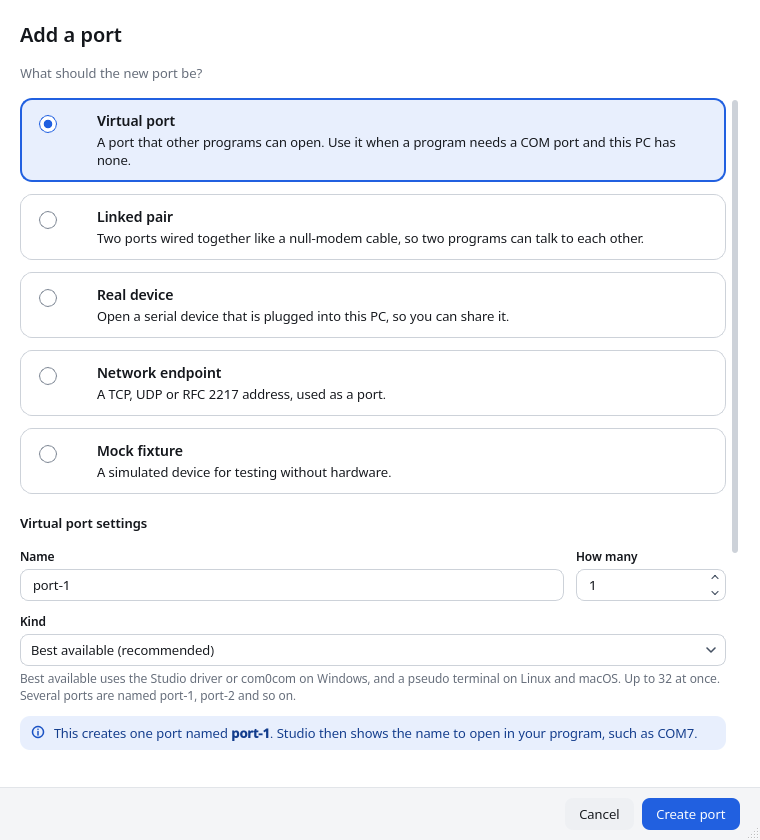 Add a port
What should the new port be?
Virtual port
A port that other programs can open. Use it when a program needs a COM port and this PC has
none.
Linked pair
Two ports wired together like a null-modem cable, so two programs can talk to each other.
Real device
Open a serial device that is plugged into this PC, so you can share it.
Network endpoint
A TCP, UDP or RFC 2217 address, used as a port.
Mock fixture
A simulated device for testing without hardware.
Virtual port settings
Name How many
port-1 1
Kind
Best available (recommended)
Best available uses the Studio driver or com0com on Windows, and a pseudo terminal on Linux and macOS. Up to 32 at once.
Several ports are named port-1, port-2 and so on.
This creates one port named port-1. Studio then shows the name to open in your program, such as COM7.
Cancel Create port